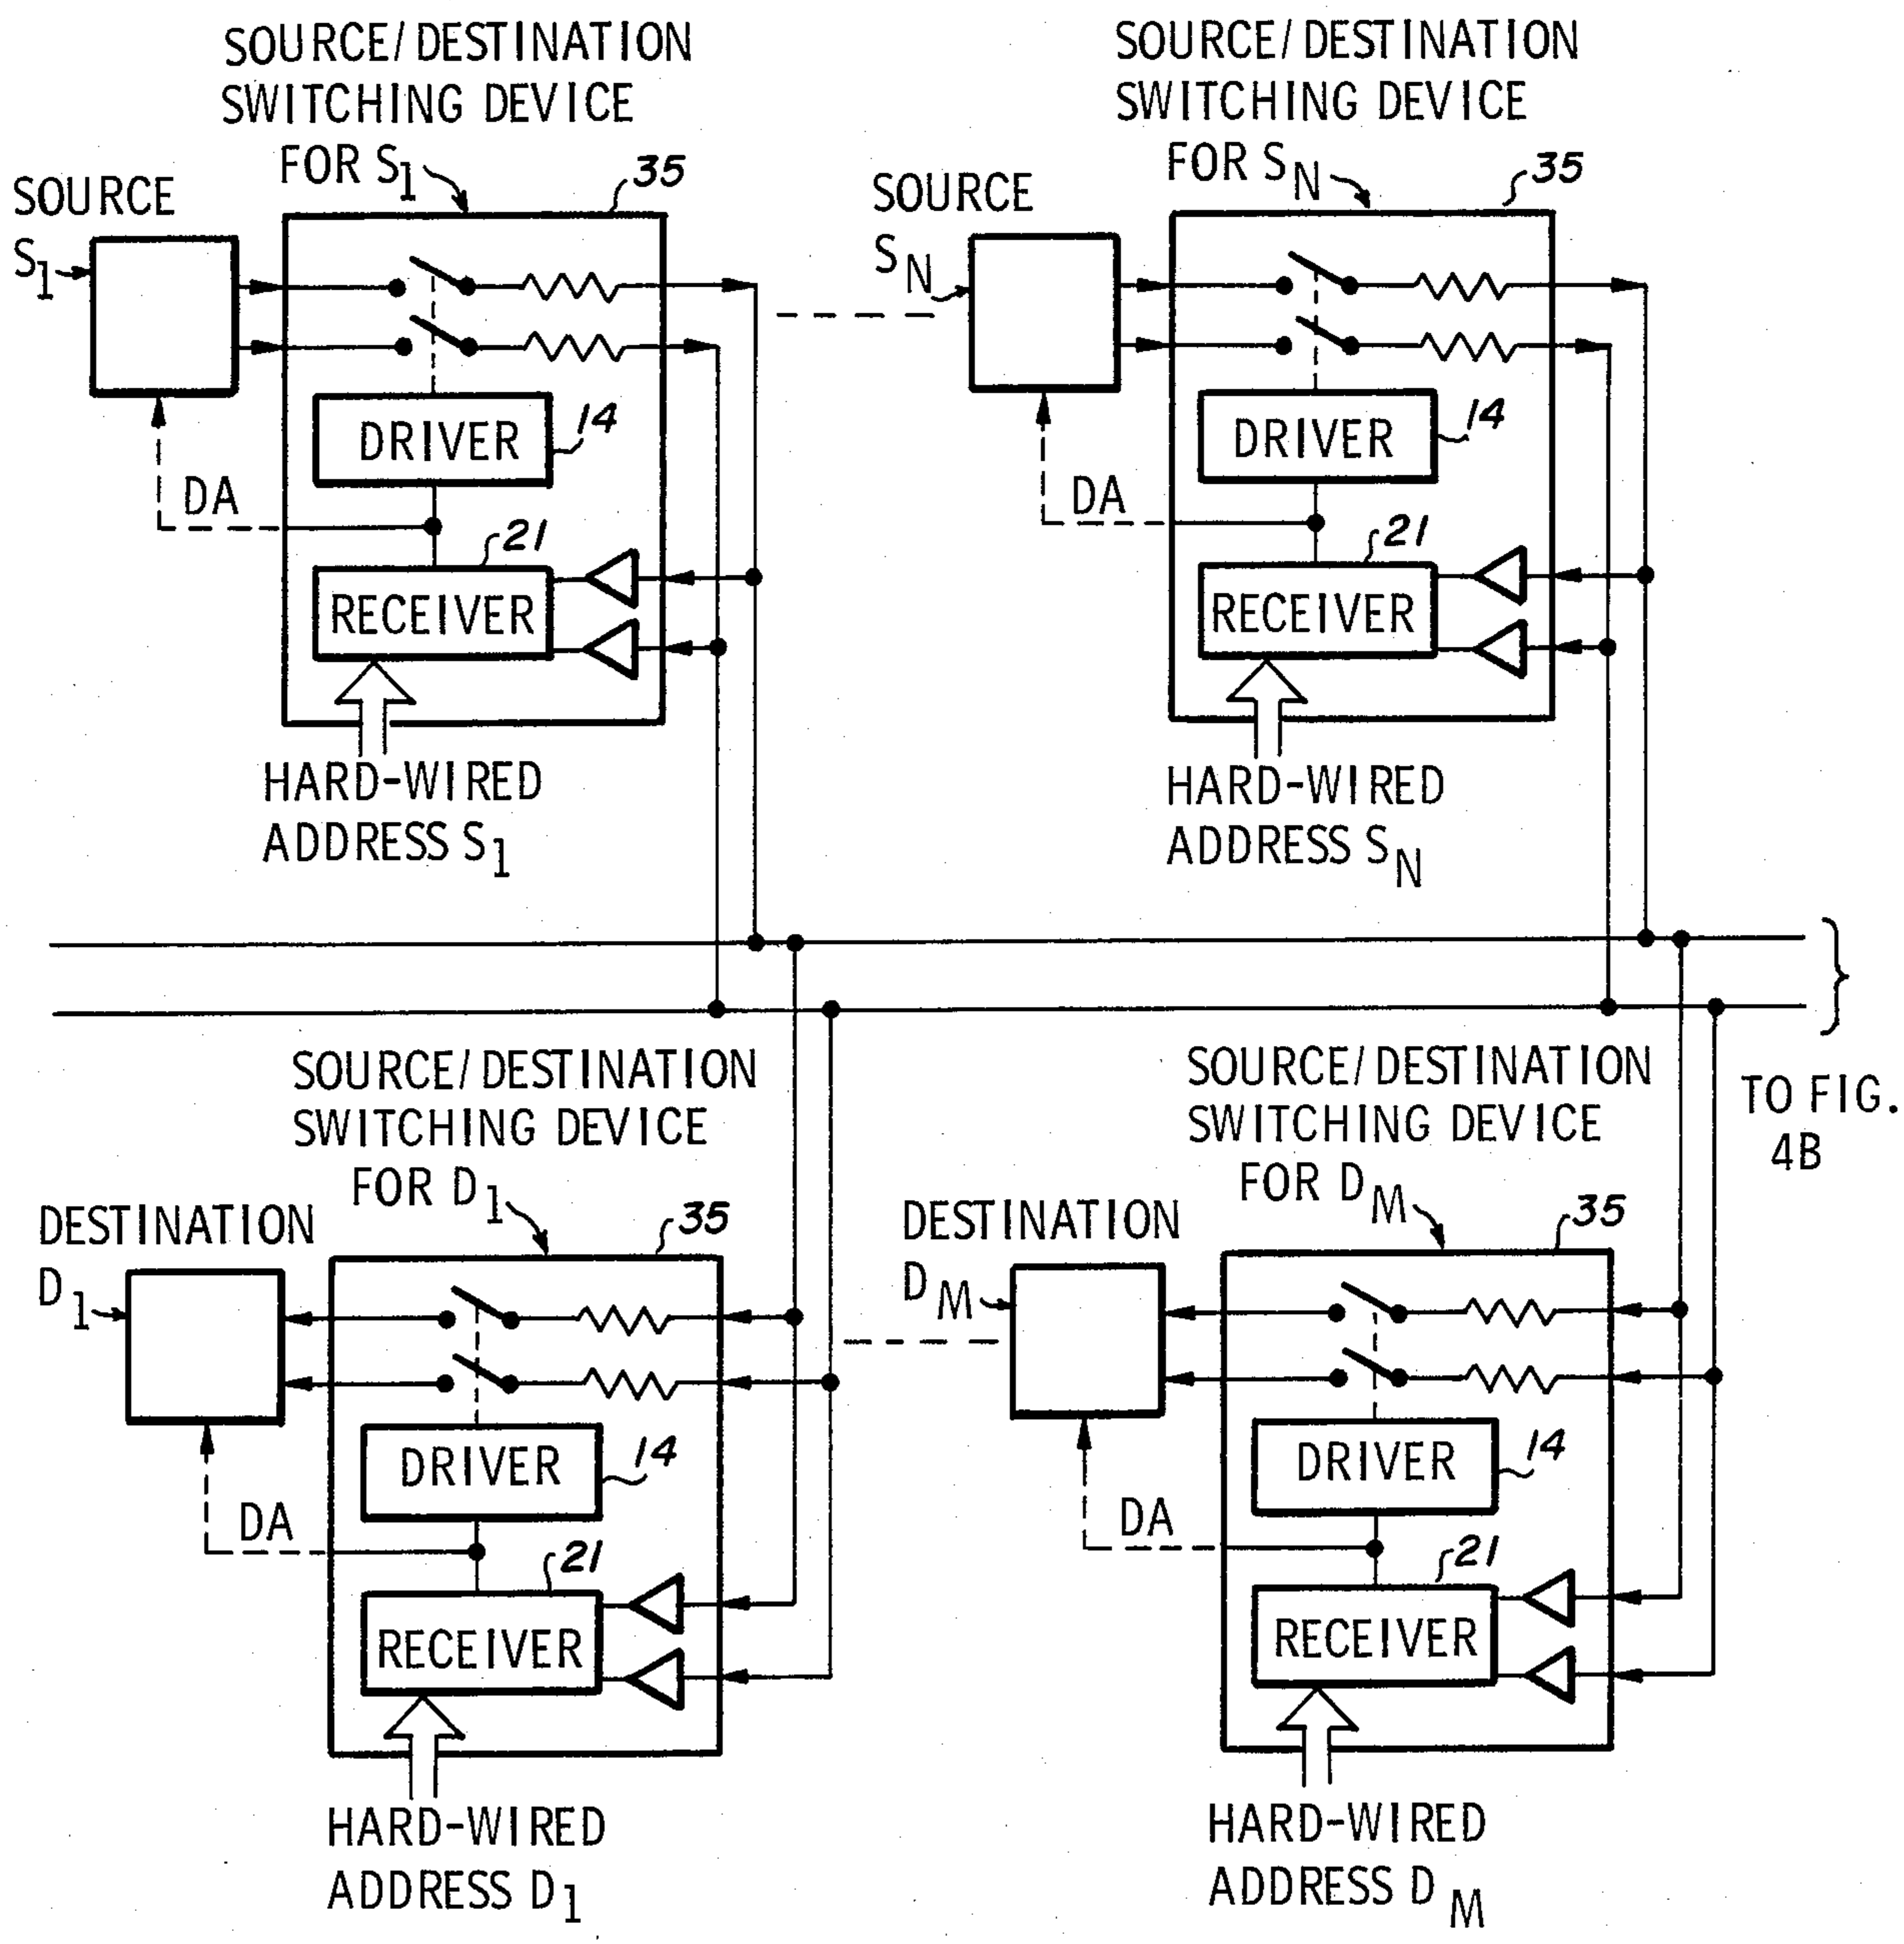 SOURCE/DESTINATION
SWITCHING DEVICE
FOR S1
35
SOURCE
S1
DRIVER
14
DA
21
RECEIVER
HARD-WIRED
ADDRESS S1
SOURCE/DESTINATION
SWITCHING DEVICE
FOR SN
35
SOURCE
SN
DRIVER
14
DA
21
RECEIVER
HARD-WIRED
ADDRESS SN
TO FIG.
4B
SOURCE/DESTINATION
SWITCHING DEVICE
FOR D1
35
DESTINATION
D1
DRIVER
14
DA
21
RECEIVER
HARD-WIRED
ADDRESS D1
SOURCE/DESTINATION
SWITCHING DEVICE
FOR DM
35
DESTINATION
DM
DRIVER
14
DA
21
RECEIVER
HARD-WIRED
ADDRESS DM